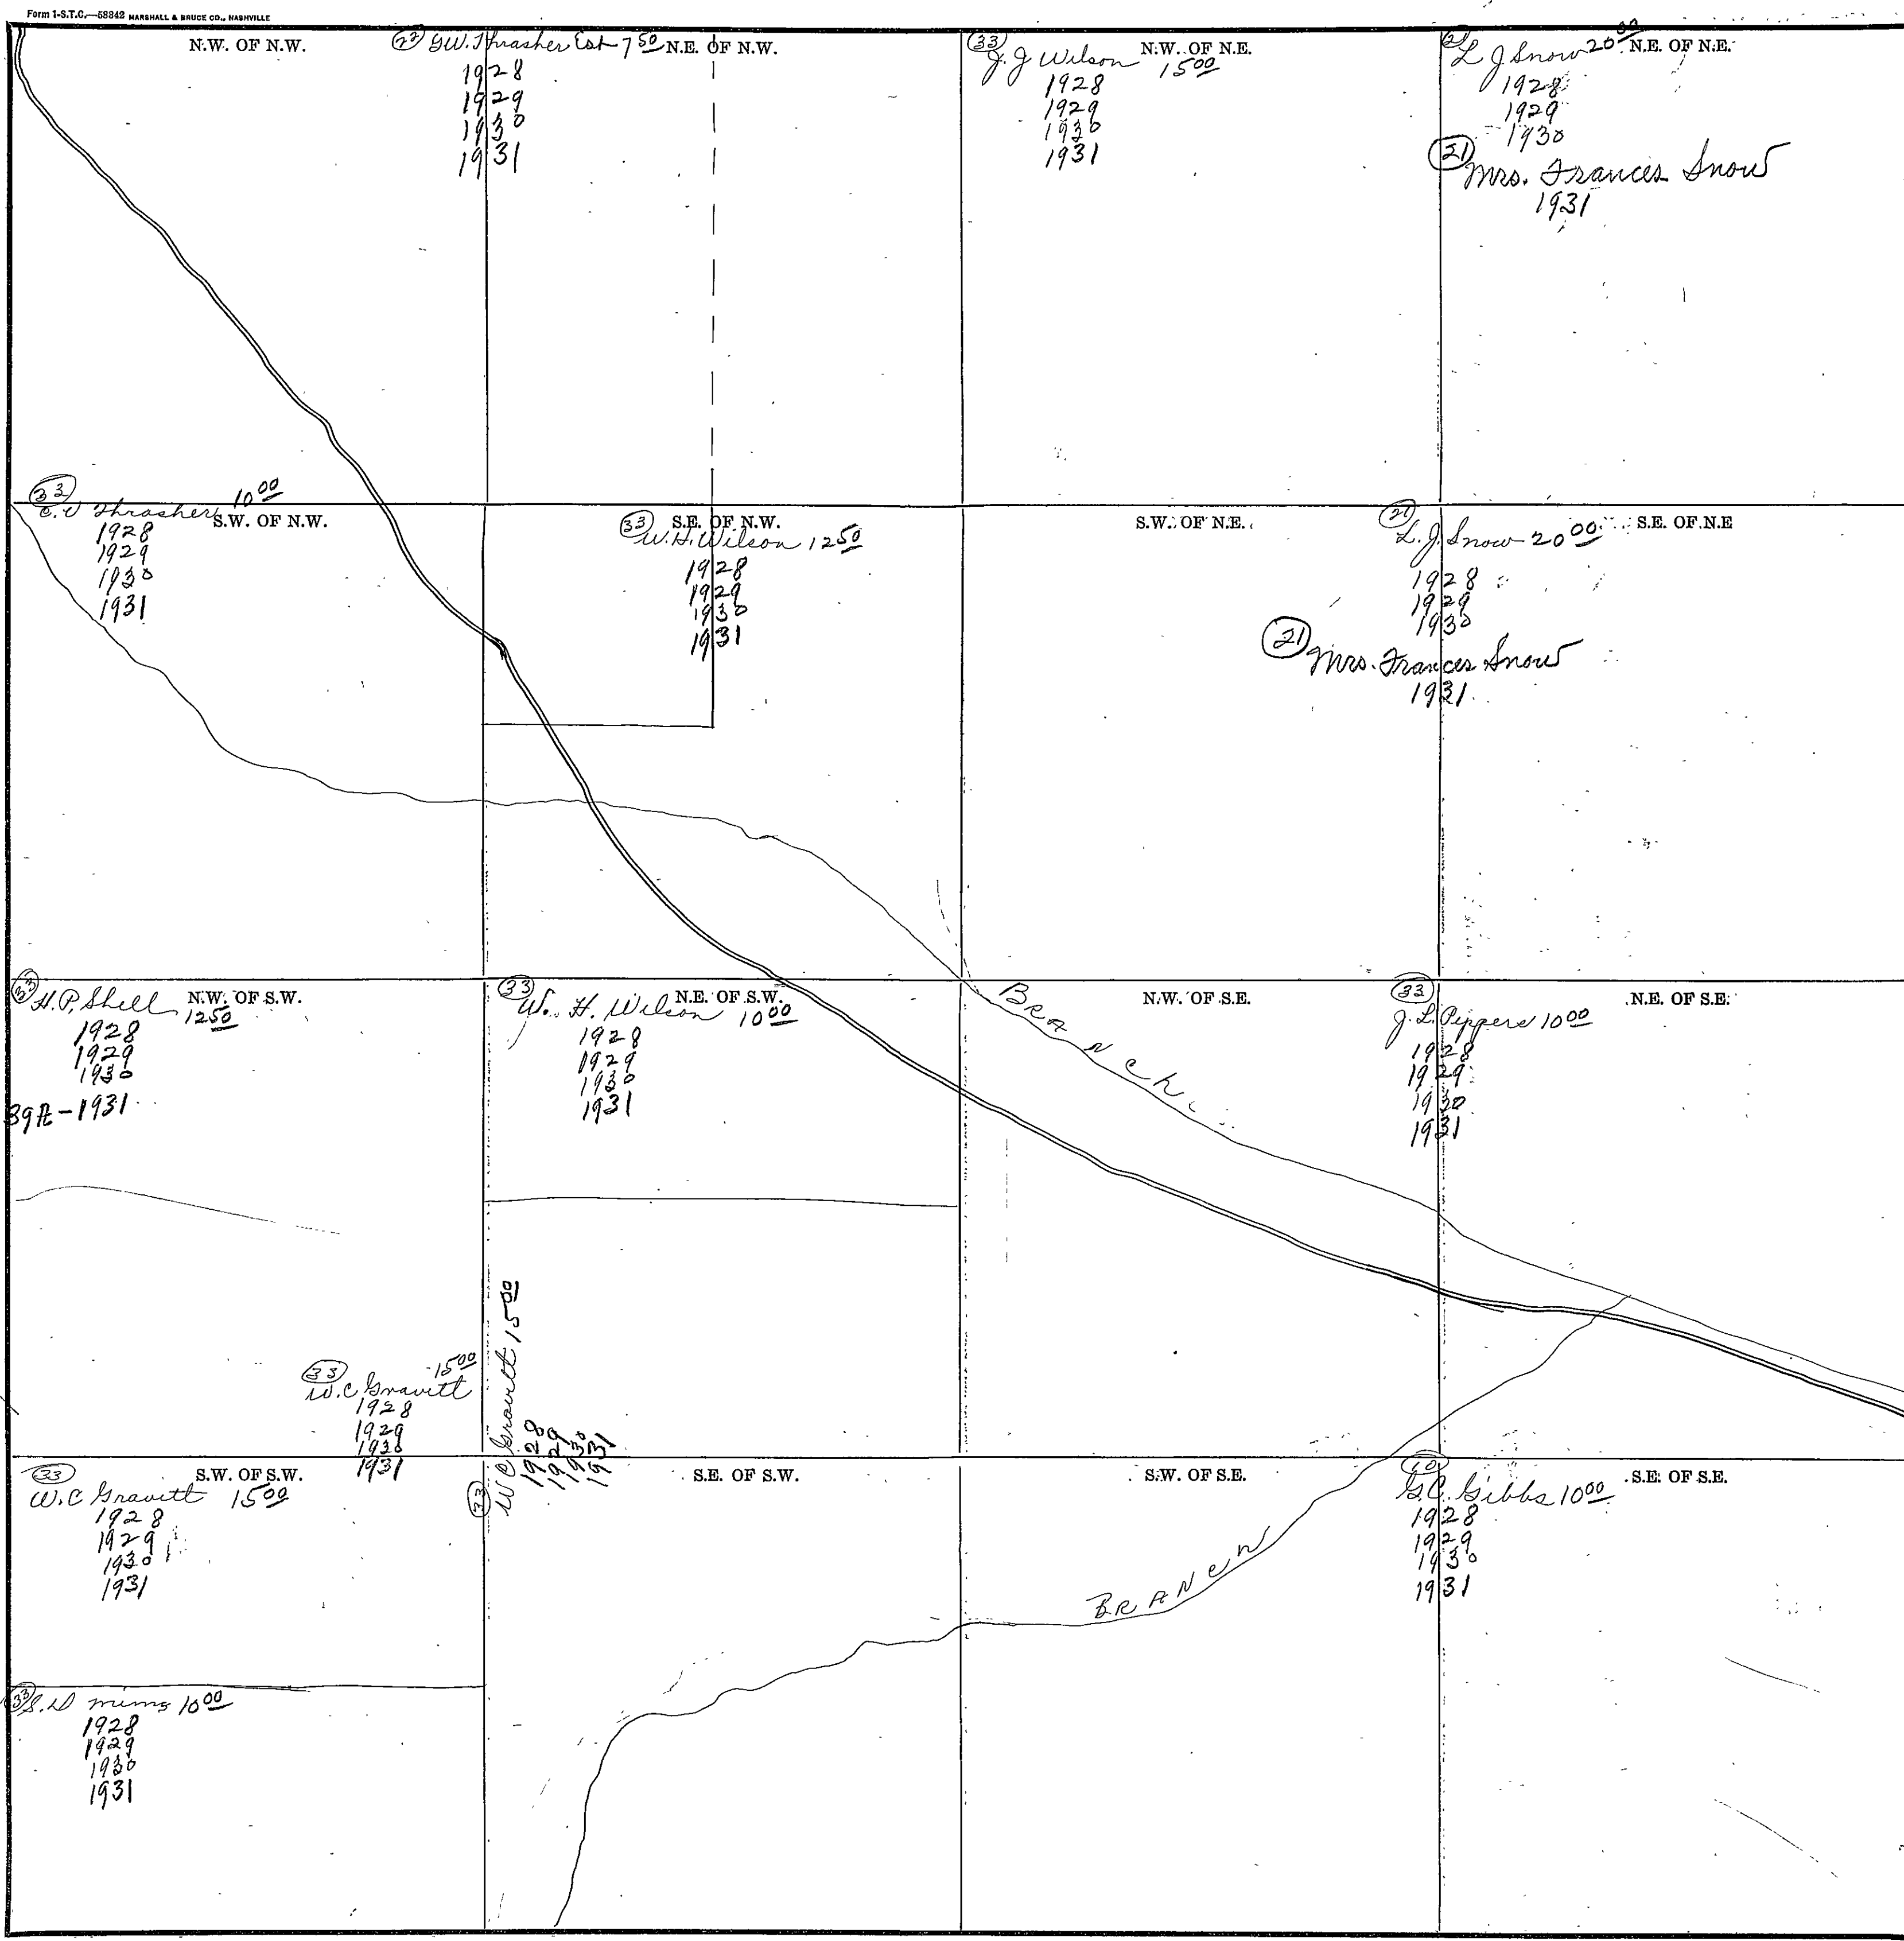 Form 1-S.T.C.—58842 MARSHALL & BRUCE CO., NASHVILLE
N.W. OF N.W.
33 G.W. Thrasher Est 7 50
1928
1929
1930
1931
N.E. OF N.W.
33
J. J Wilson 15 00
N.W. OF N.E.
1928
1929
1930
1931
21
L J Snow 20 00
N.E. OF N.E.
1928
1929
1930
21
Mrs. Frances Snow
1931
33
Thrasher 10 00
S.W. OF N.W.
1928
1929
1930
1931
33 S.E. OF N.W.
W. H. Wilson 12 50
1928
1929
1930
1931
S.W. OF N.E.
21
L. J. Snow 20 00
S.E. OF N.E
1928
1929
1930
21
Mrs. Frances Snow
1931
33
H. P. Shell 12 50
N.W. OF S.W.
1928
1929
1930
39 A - 1931
33
W. H. Wilson 10 00
N.E. OF S.W.
1928
1929
1930
1931
BRANch
N.W. OF S.E.
33
J. L. Peppers 10 00
N.E. OF S.E.
1928
1929
1930
1931
33 15 00
W. C Gravitt
1928
1929
1930
1931
33 W C Gravitt 15 00
1928
1929
1930
1931
33
S.W. OF S.W.
W. C Gravitt 15 00
1928
1929
1930
1931
S.E. OF S.W.
S.W. OF S.E.
BRANCH
G. C. Gibbs 10 00
S.E. OF S.E.
1928
1929
1930
1931
33 S. D mims 10 00
1928
1929
1930
1931